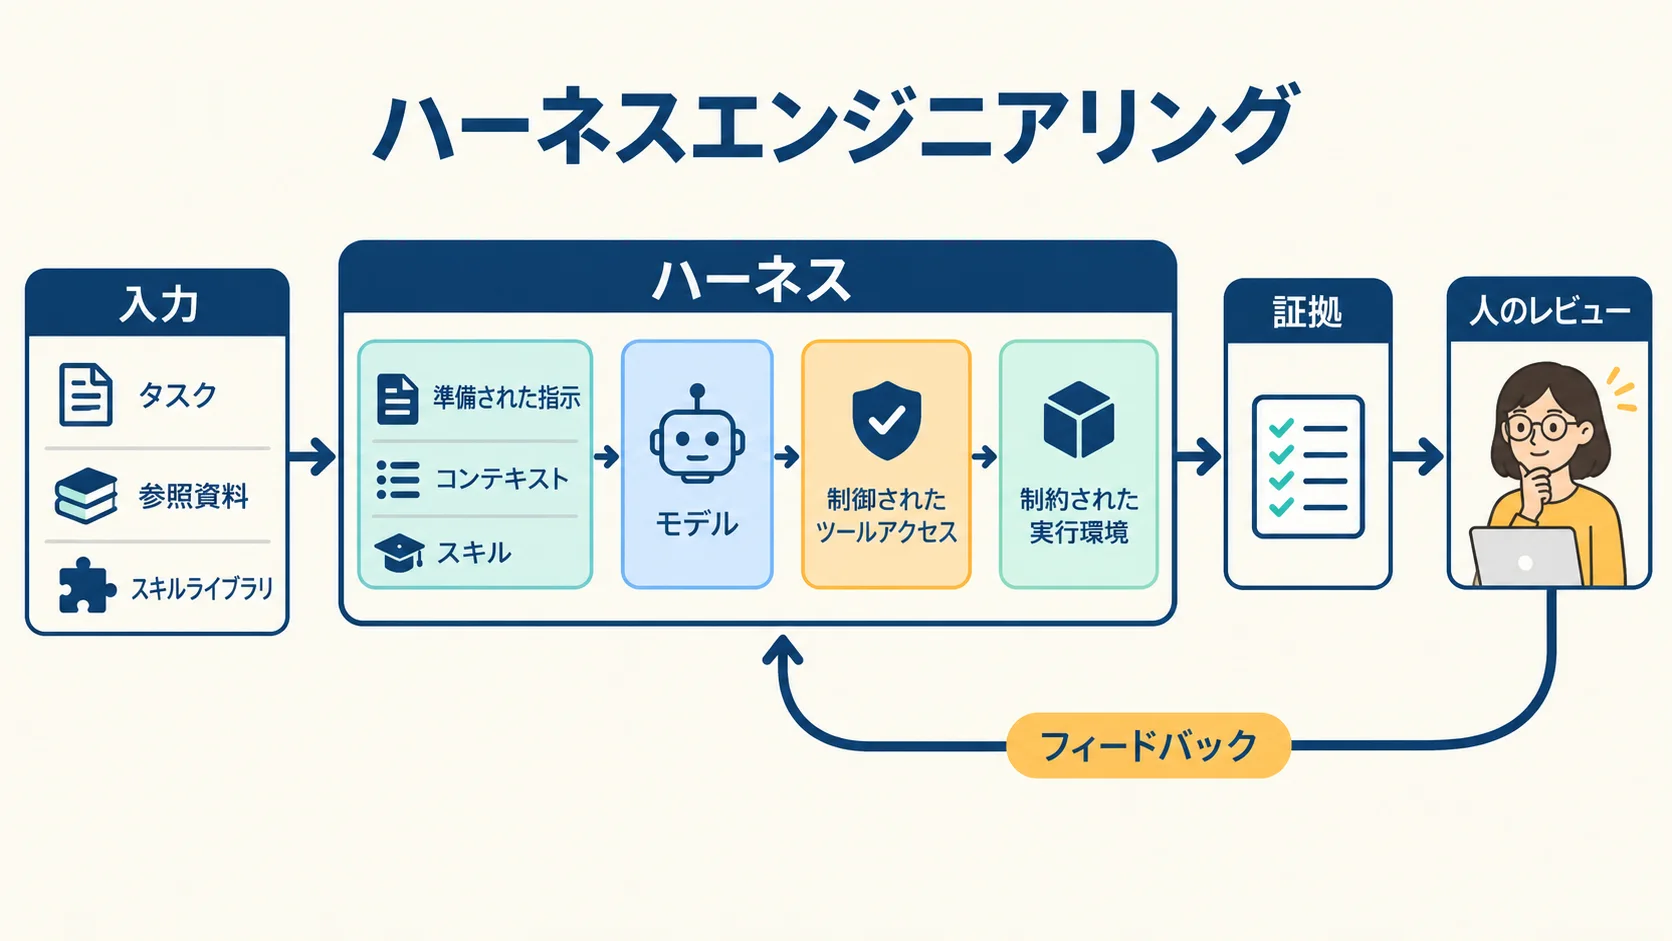 ハーネスエンジニアリング
入力
タスク
参照資料
スキルライブラリ
ハーネス
準備された指示
コンテキスト
スキル
モデル
制御された
ツールアクセス
制約された
実行環境
証拠
人のレビュー
フィードバック